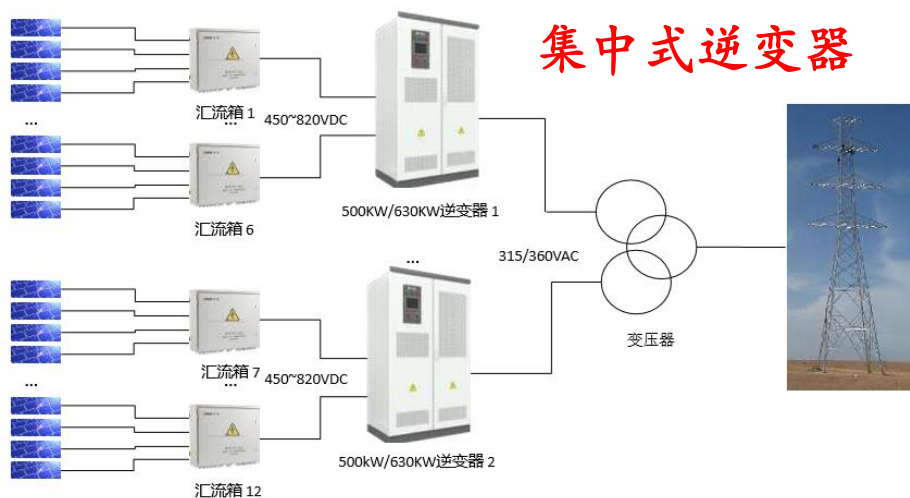 集中式逆变器
汇流箱 1
...
...
450~820VDC
汇流箱 6
500KW/630KW逆变器 1
315/360VAC
...
变压器
汇流箱 7
...
...
450~820VDC
500kW/630KW逆变器 2
汇流箱 12